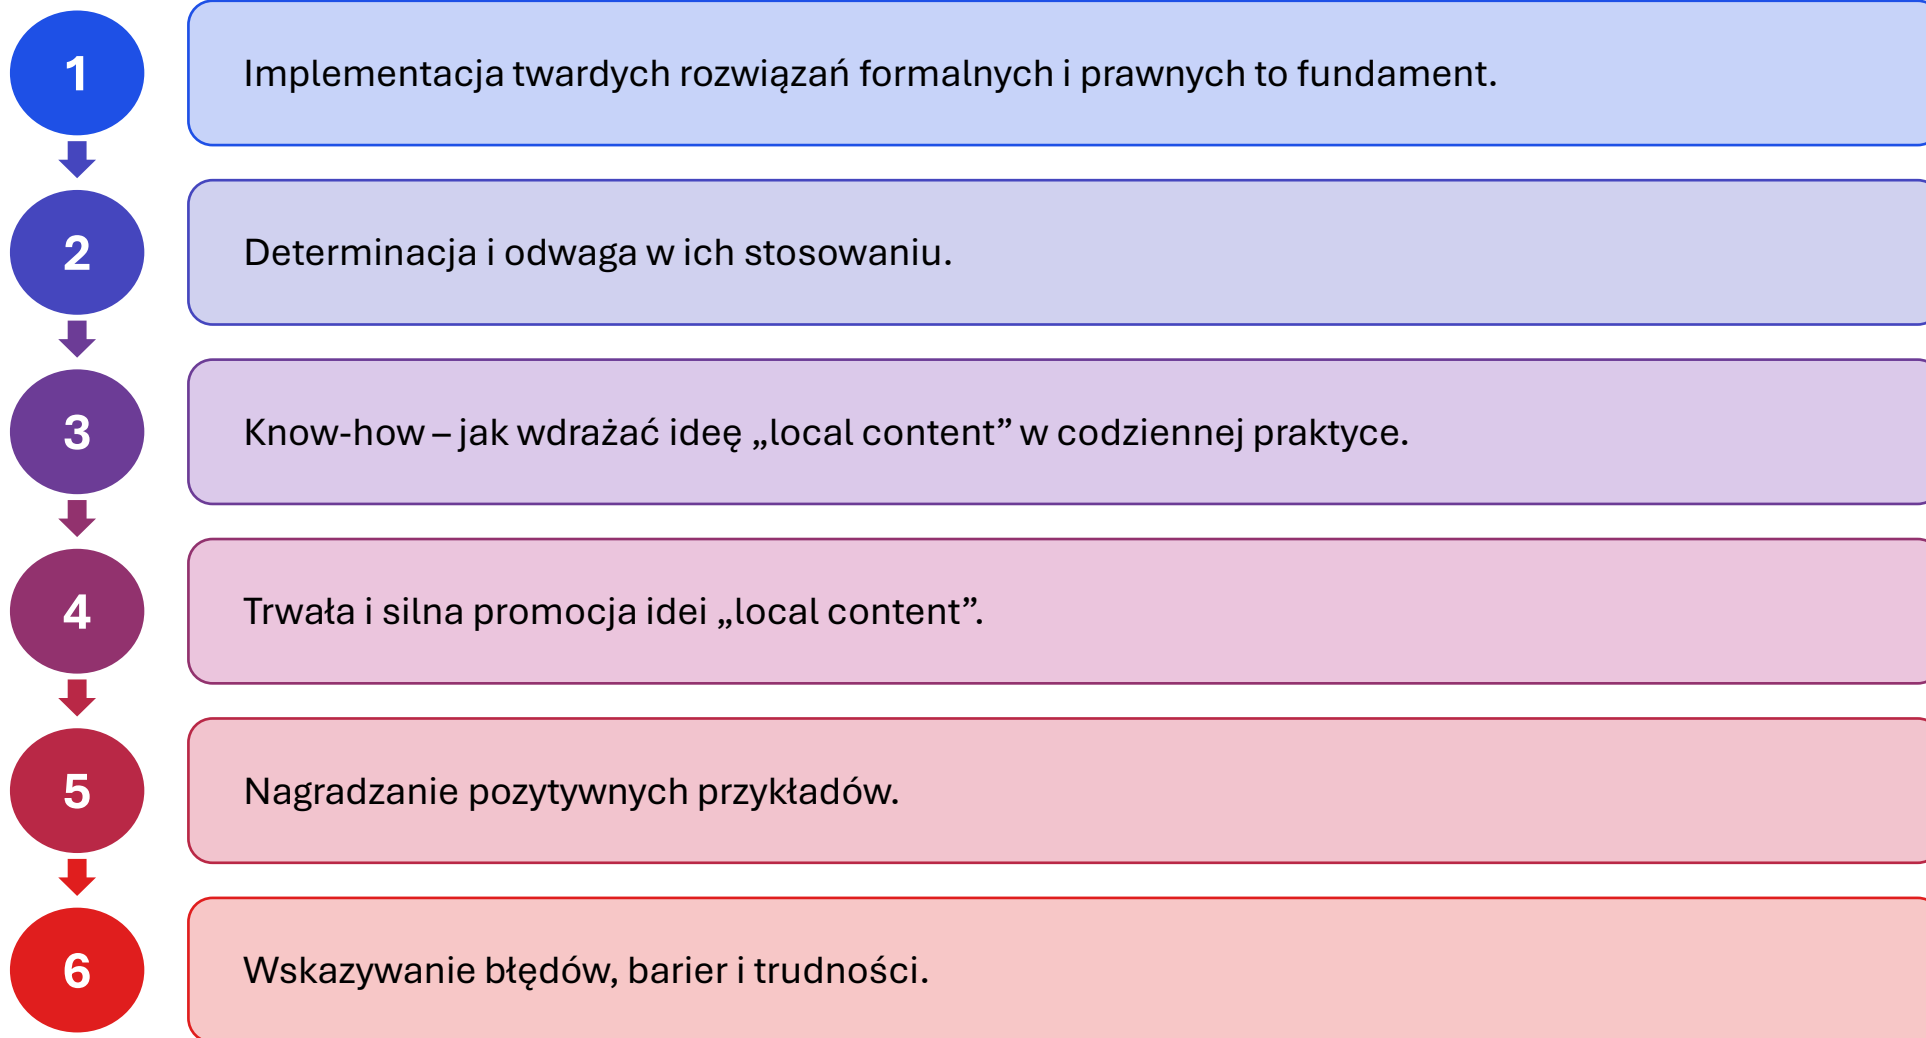 1
Implementacja twardych rozwiązań formalnych i prawnych to fundament.
2
Determinacja i odwaga w ich stosowaniu.
3
Know-how – jak wdrażać ideę „local content” w codziennej praktyce.
4
Trwała i silna promocja idei „local content”.
5
Nagradzanie pozytywnych przykładów.
6
Wskazywanie błędów, barier i trudności.